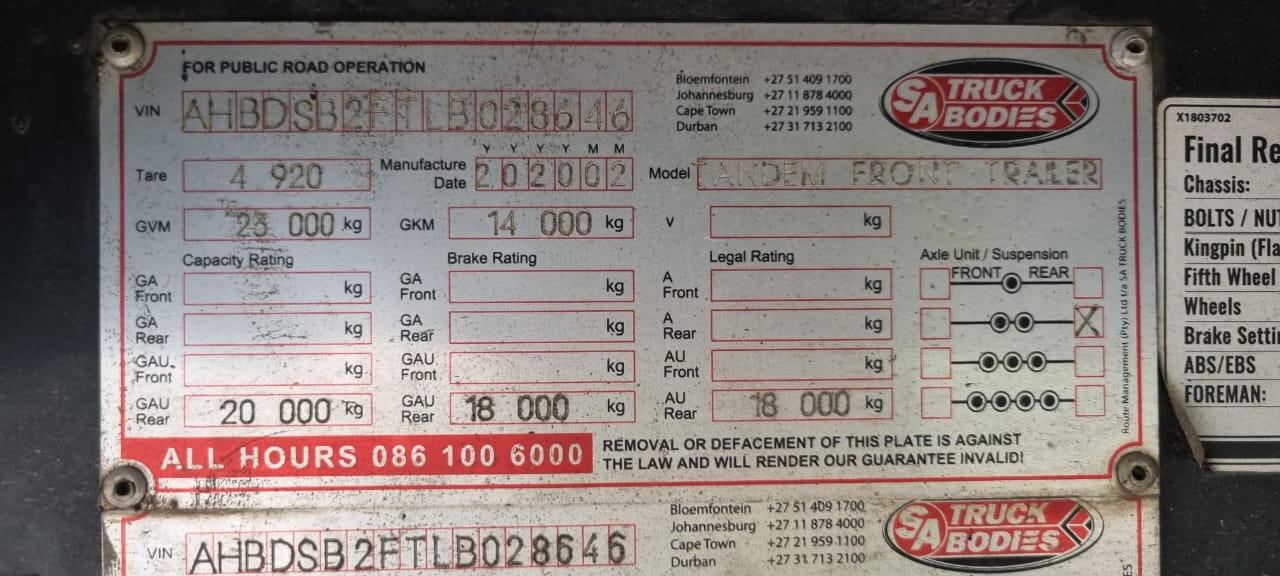 FOR PUBLIC ROAD OPERATION
Bloemfontein +27 51 409 1700
Johannesburg +27 11 878 4000
Cape Town +27 21 959 1100
Durban +27 31 713 2100
SA TRUCK BODIES
VIN AHBDSB2FTLB028646
Y Y Y Y M M
Tare 4 920
Manufacture Date 202002
Model TANDEM FRONT TRAILER
GVM 23 000 kg
GKM 14 000 kg
v kg
Capacity Rating
Brake Rating
Legal Rating
Axle Unit / Suspension
FRONT REAR
GA Front kg
GA Front kg
A Front kg
GA Rear kg
GA Rear kg
A Rear kg
X
GAU Front kg
GAU Front kg
AU Front kg
GAU Rear 20 000 kg
GAU Rear 18 000 kg
AU Rear 18 000 kg
Route Management (Pty) Ltd t/a SA TRUCK BODIES
ALL HOURS 086 100 6000
REMOVAL OR DEFACEMENT OF THIS PLATE IS AGAINST
THE LAW AND WILL RENDER OUR GUARANTEE INVALID!
VIN AHBDSB2FTLB028646
Bloemfontein +27 51 409 1700
Johannesburg +27 11 878 4000
Cape Town +27 21 959 1100
Durban +27 31 713 2100
SA TRUCK BODIES
X1803702
Final Re
Chassis:
BOLTS / NU
Kingpin (Fla
Fifth Wheel
Wheels
Brake Setti
ABS/EBS
FOREMAN: